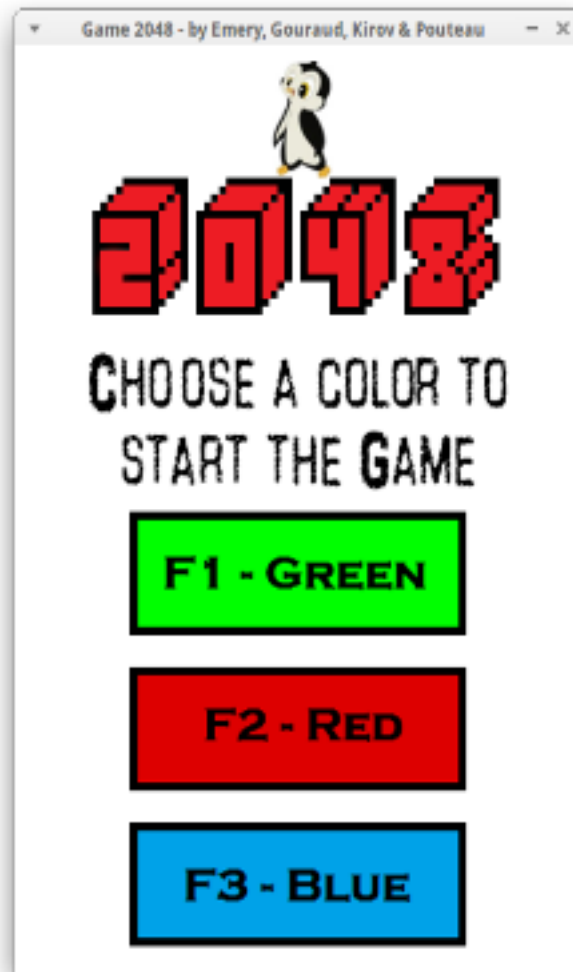 Game 2048 - by Emery, Gouraud, Kirov & Pouteau
2048
CHOOSE A COLOR TO
START THE GAME
F1 - GREEN
F2 - RED
F3 - BLUE